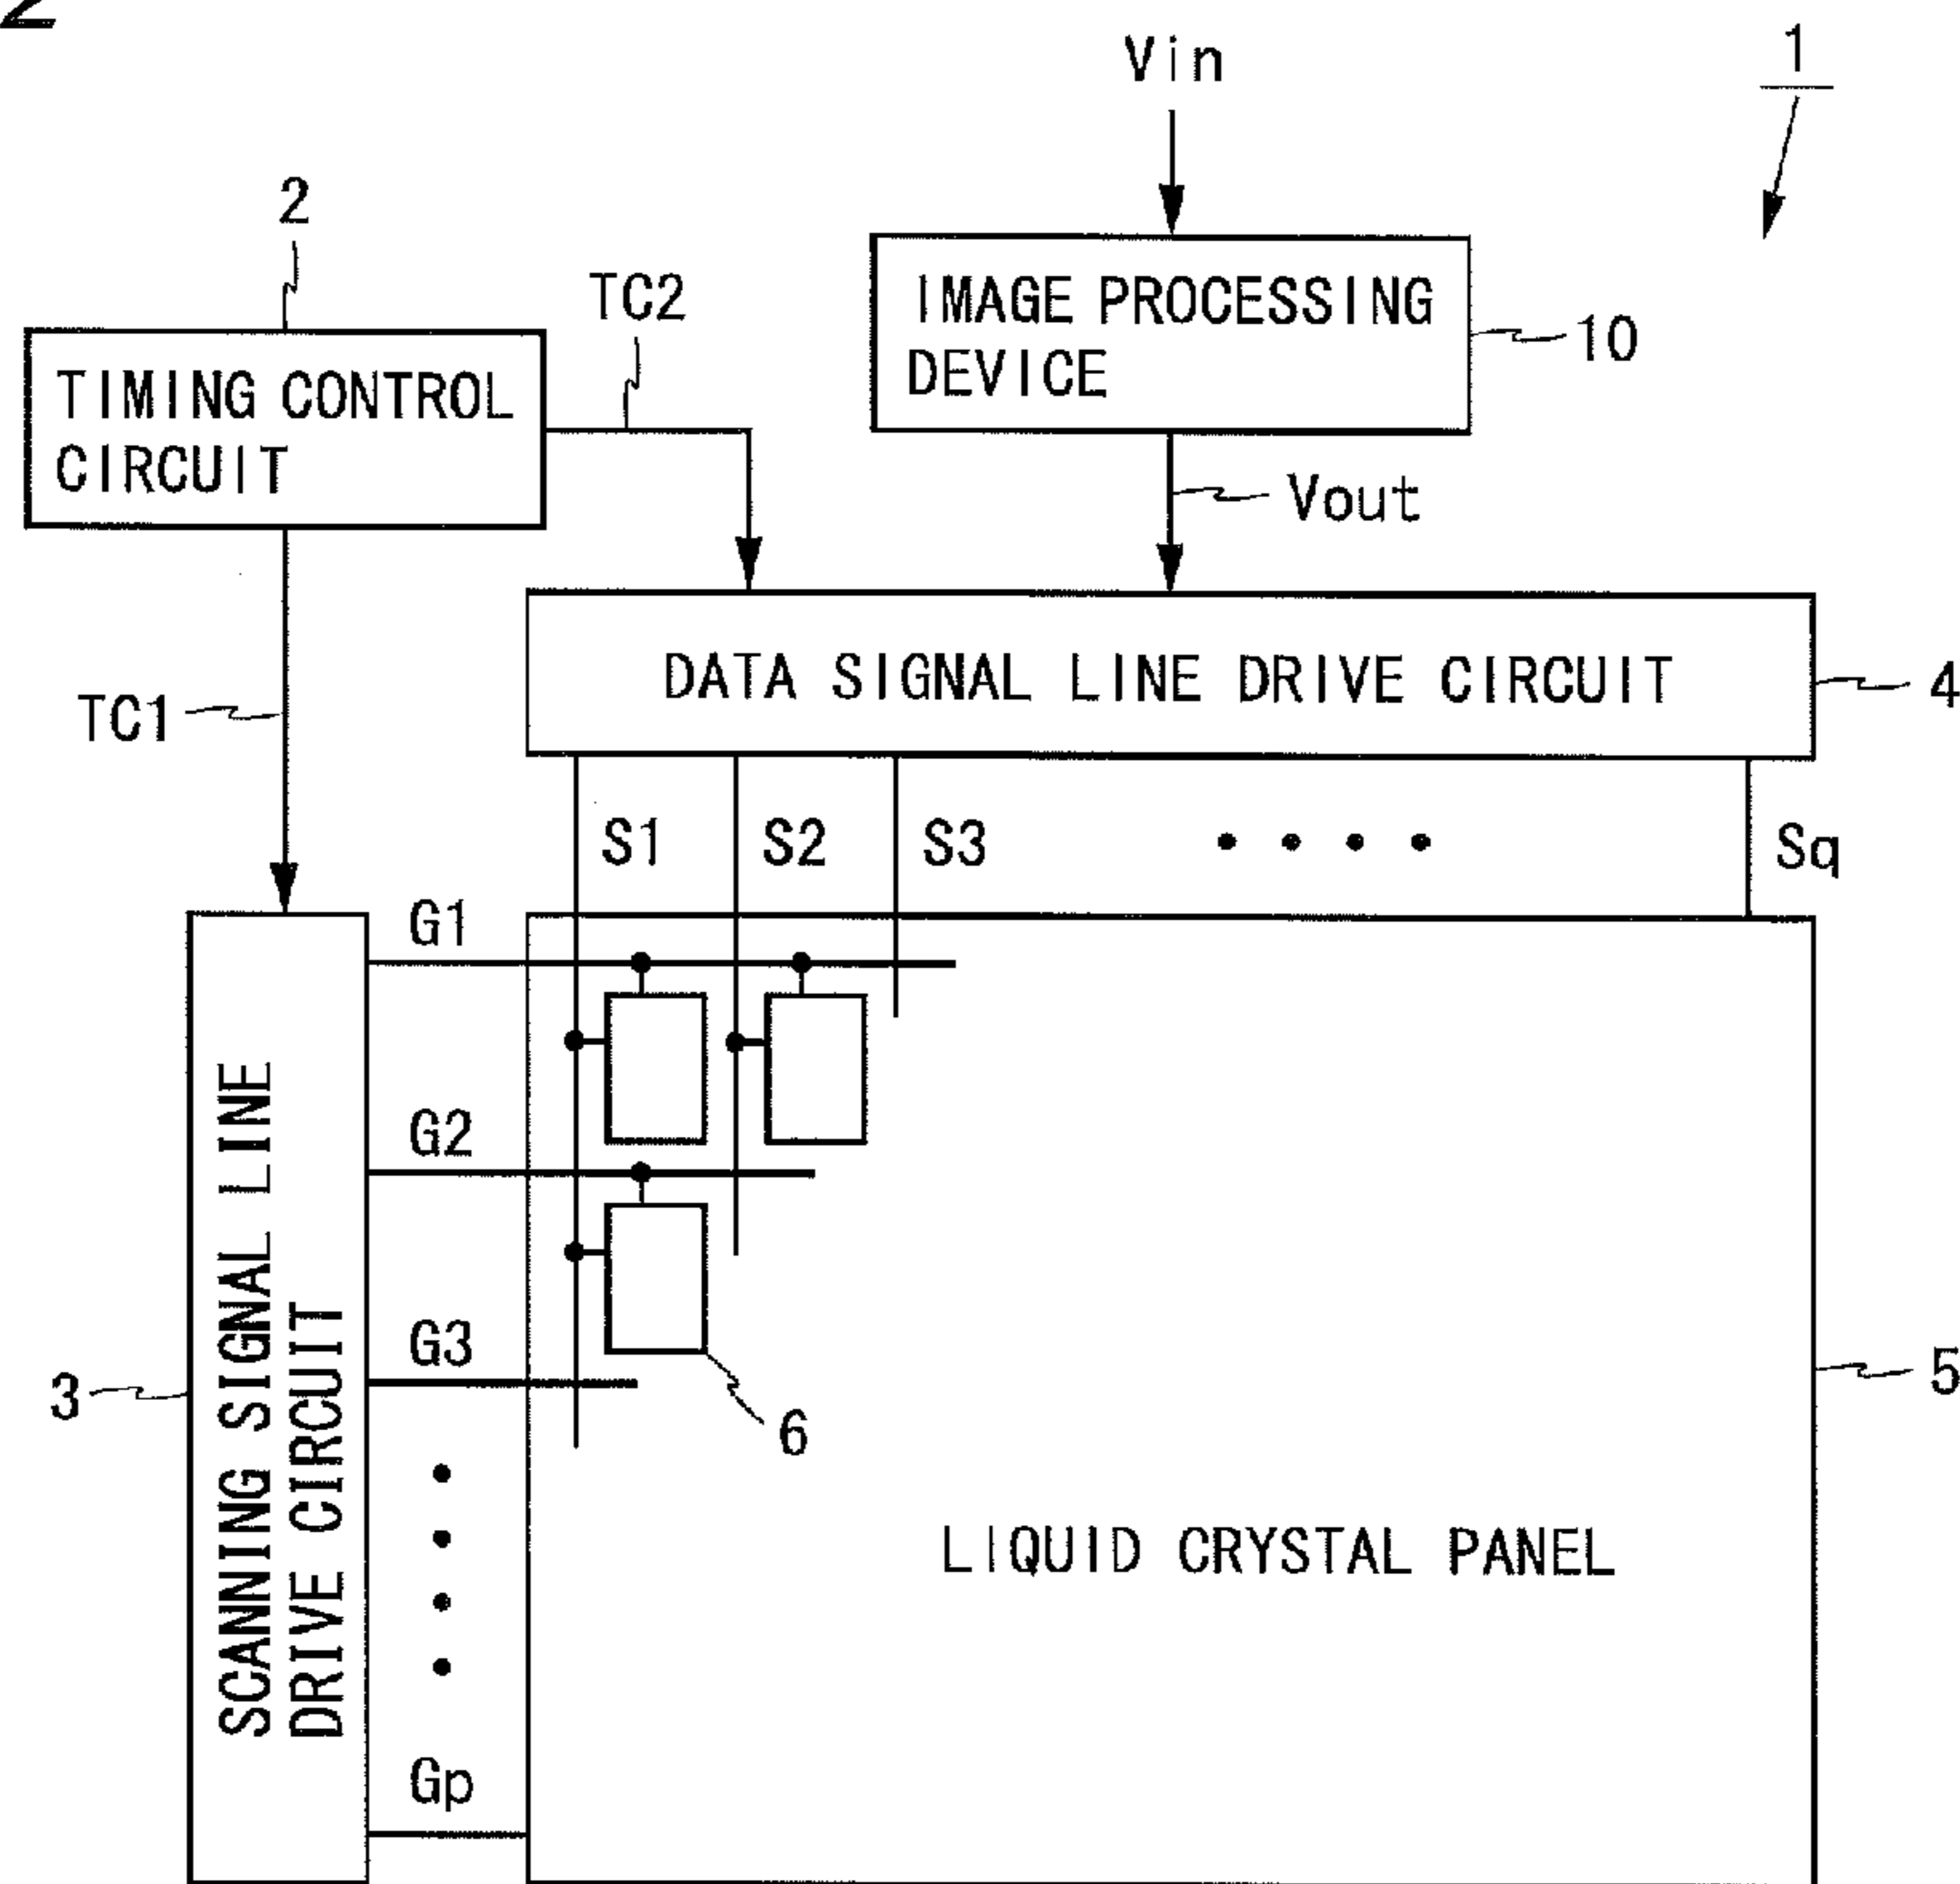 2
Vin
1
2
TC2
IMAGE PROCESSING
DEVICE
10
TIMING CONTROL
CIRCUIT
Vout
DATA SIGNAL LINE DRIVE CIRCUIT
4
TC1
S1 S2 S3 • • • • Sq
G1
G2
G3
Gp
SCANNING SIGNAL LINE
DRIVE CIRCUIT
3
6
5
LIQUID CRYSTAL PANEL